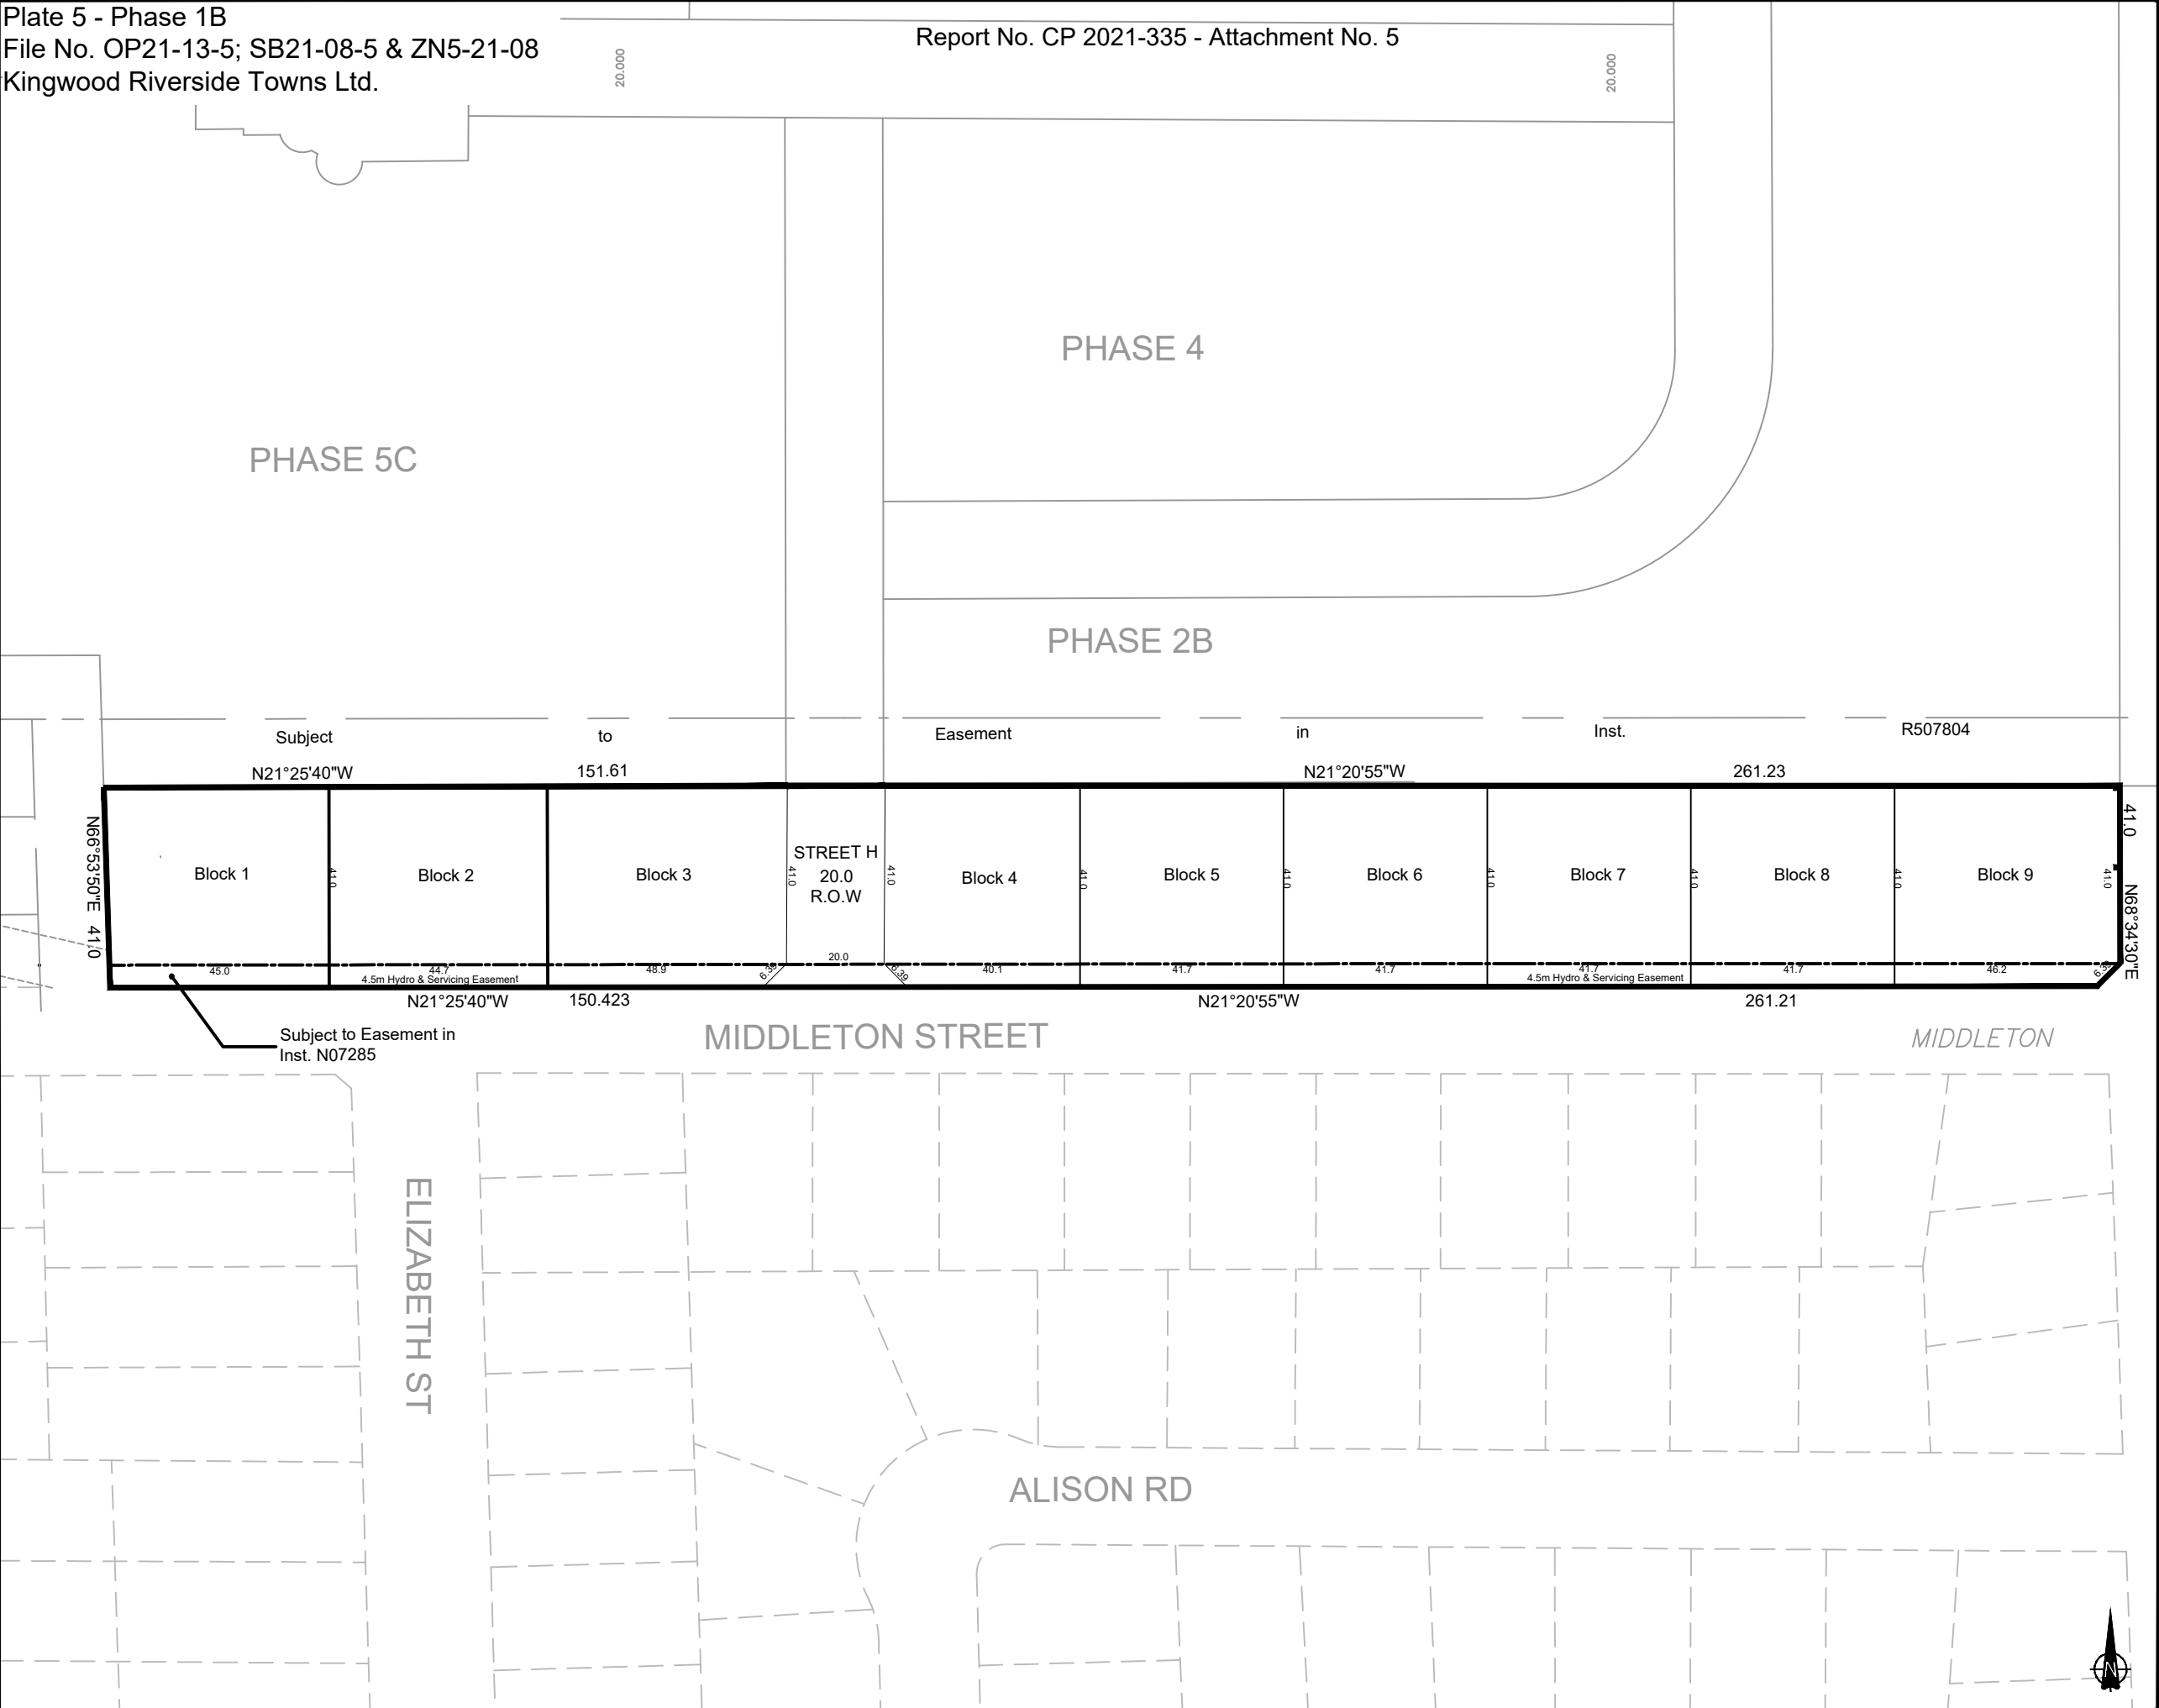 Plate 5 - Phase 1B
File No. OP21-13-5; SB21-08-5 & ZN5-21-08
Kingwood Riverside Towns Ltd.
Report No. CP 2021-335 - Attachment No. 5
20.000
20.000
PHASE 4
PHASE 5C
PHASE 2B
Subject to Easement in Inst. R507804
N21°25'40"W 151.61 N21°20'55"W 261.23
N66°53'50"E 41.0
Block 1
41.0
Block 2
Block 3
41.0
STREET H
20.0
R.O.W
41.0
Block 4
41.0
Block 5
41.0
Block 6
41.0
Block 7
41.0
Block 8
41.0
Block 9
41.0
41.0 N68°34'30"E
45.0 44.7 48.9 6.39 20.0 6.39 40.1 41.7 41.7 41.7 41.7 46.2
4.5m Hydro & Servicing Easement 4.5m Hydro & Servicing Easement
N21°25'40"W 150.423 N21°20'55"W 261.21
Subject to Easement in
Inst. N07285
MIDDLETON STREET
MIDDLETON
ELIZABETH ST
ALISON RD
N